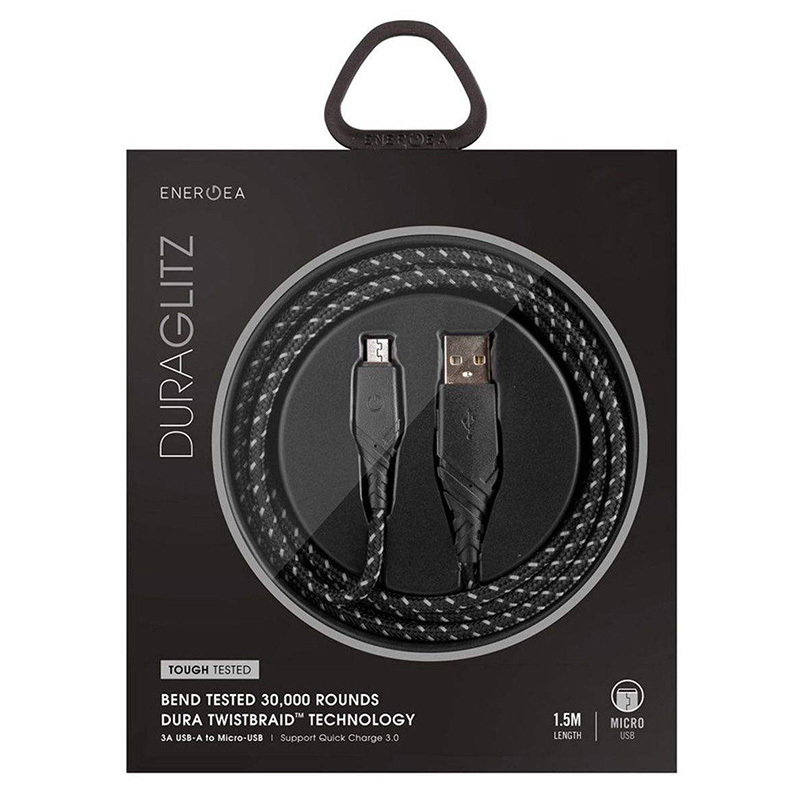 ENERGEA
ENERGEA
DURAGLITZ
TOUGH TESTED
BEND TESTED 30,000 ROUNDS
DURA TWISTBRAID™ TECHNOLOGY
3A USB-A to Micro-USB | Support Quick Charge 3.0
1.5M
LENGTH
MICRO
USB